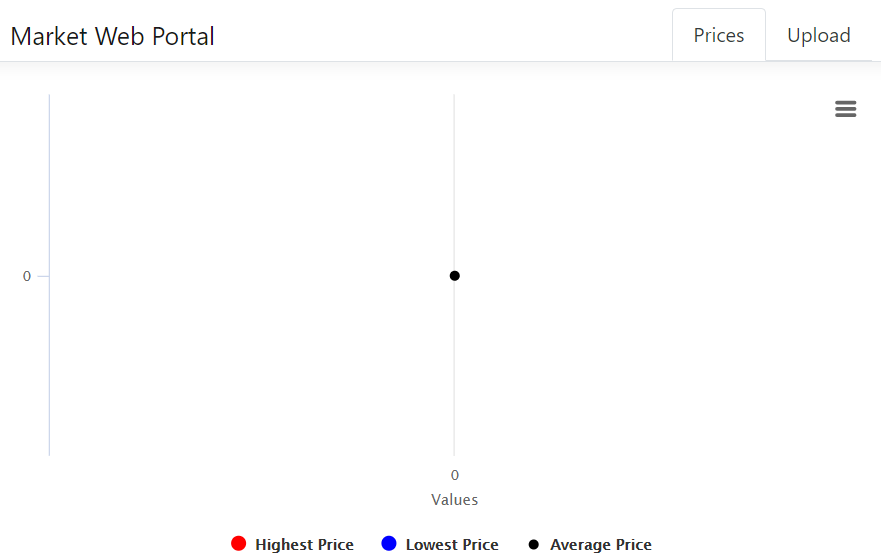 Market Web Portal
Prices
Upload
0
0
Values
Highest Price
Lowest Price
Average Price